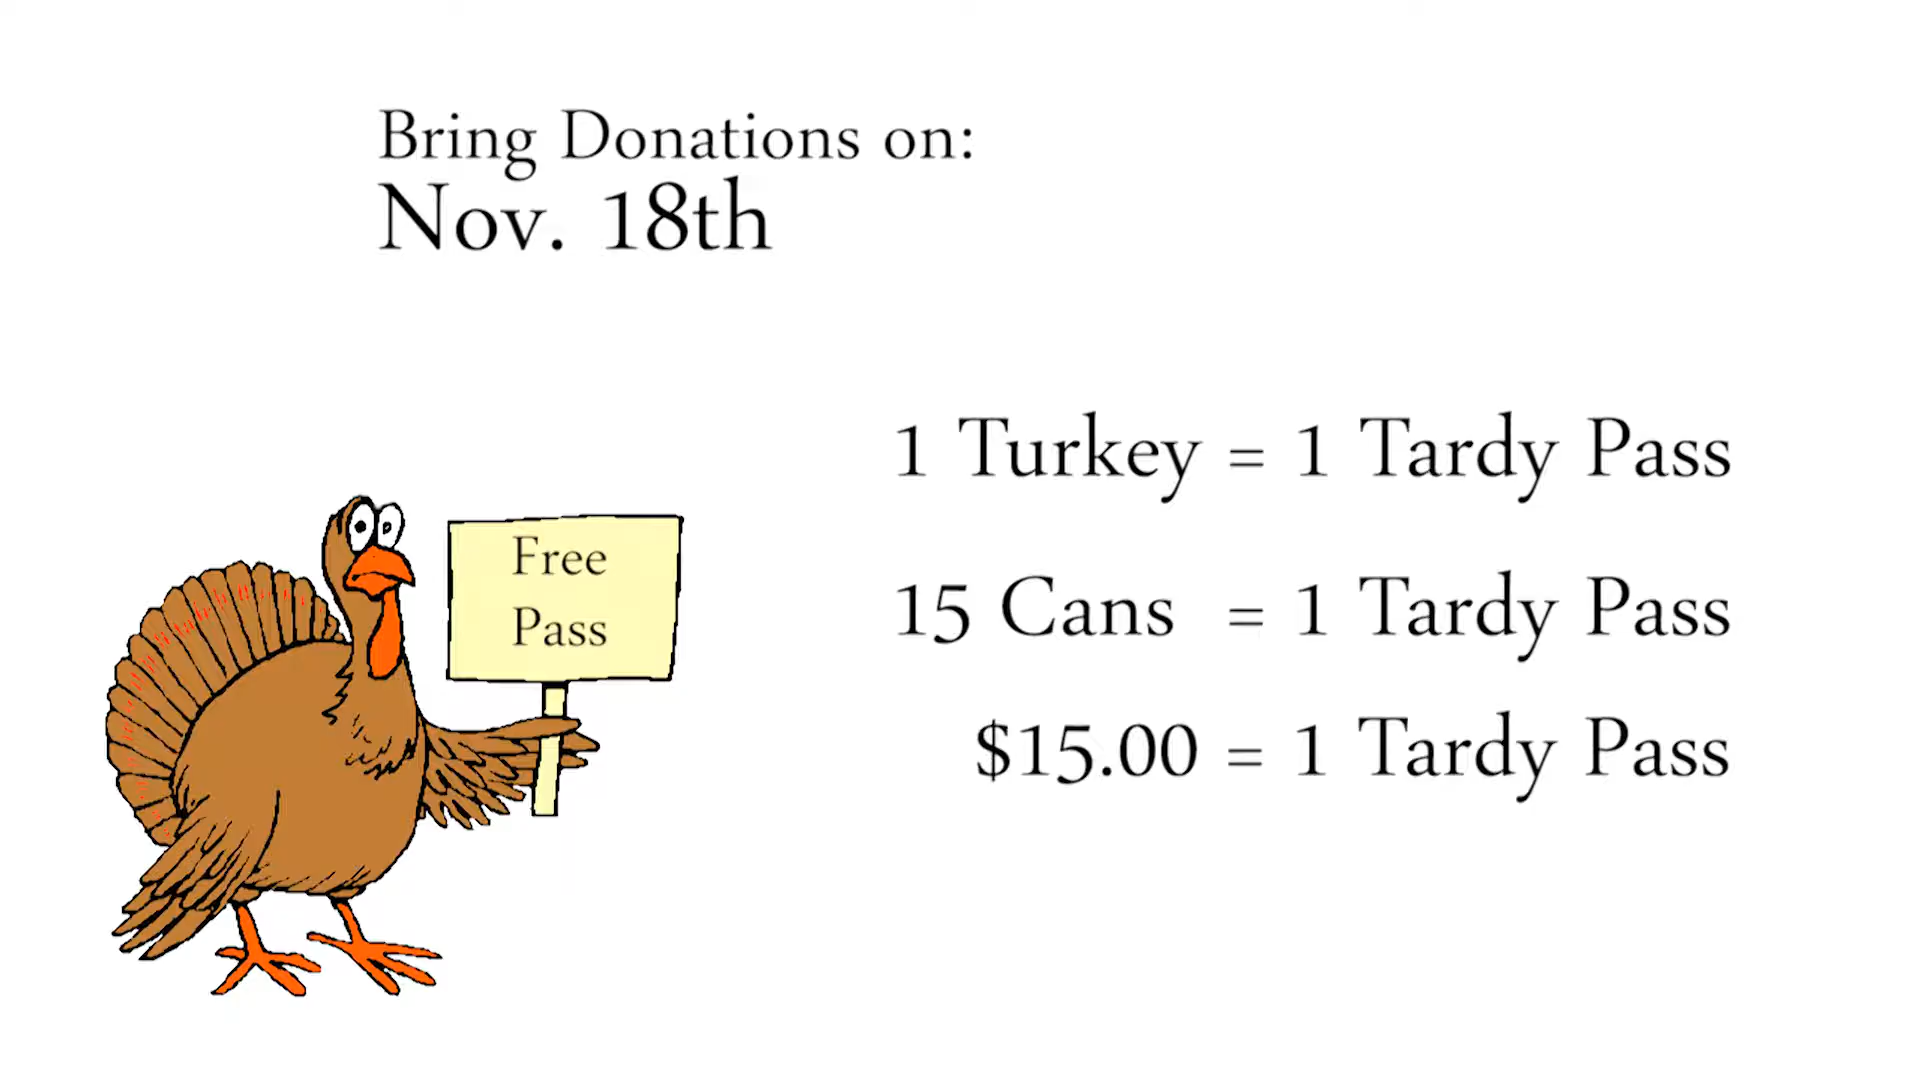 Bring Donations on:
Nov. 18th
1 Turkey = 1 Tardy Pass
Free
Pass
15 Cans = 1 Tardy Pass
$15.00 = 1 Tardy Pass